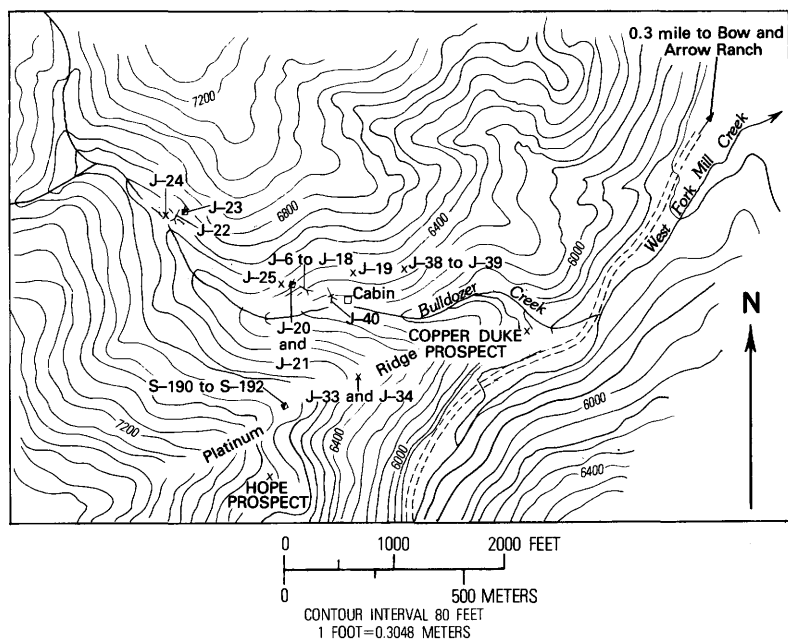 0.3 mile to Bow and
Arrow Ranch
7200
West Fork Mill Creek
J-24
J-23
J-22
6800
6400
6000
J-6 to J-18
J-19
J-38 to J-39
J-25
Cabin
Bulldozer Creek
N
J-40
J-20
and
J-21
COPPER DUKE
PROSPECT
Ridge
S-190 to S-192
J-33 and J-34
6000
7200
Platinum
6400
6000
6400
HOPE
PROSPECT
0 1000 2000 FEET
0 500 METERS
CONTOUR INTERVAL 80 FEET
1 FOOT=0.3048 METERS